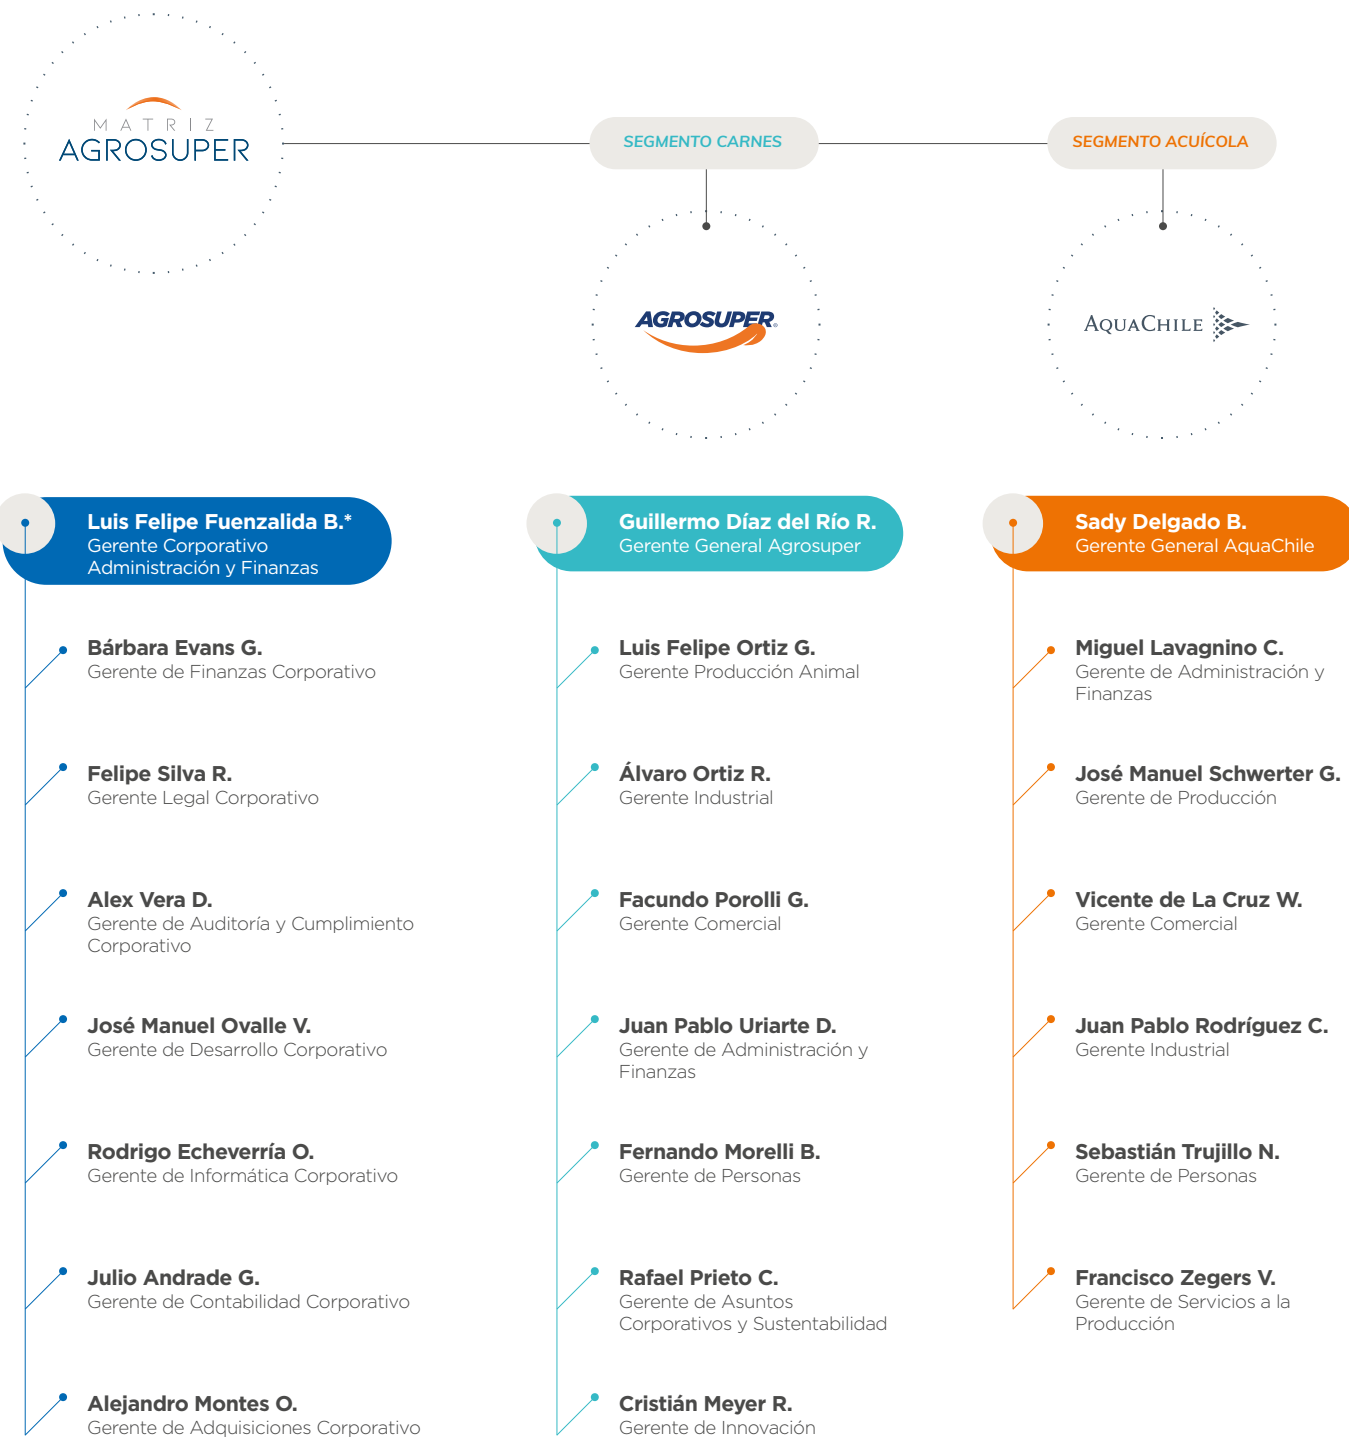 MATRIZ
AGROSUPER
SEGMENTO CARNES
SEGMENTO ACUÍCOLA
AGROSUPER®
AQUACHILE
Luis Felipe Fuenzalida B.*
Gerente Corporativo
Administración y Finanzas
Bárbara Evans G.
Gerente de Finanzas Corporativo
Felipe Silva R.
Gerente Legal Corporativo
Alex Vera D.
Gerente de Auditoría y Cumplimiento
Corporativo
José Manuel Ovalle V.
Gerente de Desarrollo Corporativo
Rodrigo Echeverría O.
Gerente de Informática Corporativo
Julio Andrade G.
Gerente de Contabilidad Corporativo
Alejandro Montes O.
Gerente de Adquisiciones Corporativo
Guillermo Díaz del Río R.
Gerente General Agrosuper
Luis Felipe Ortiz G.
Gerente Producción Animal
Álvaro Ortiz R.
Gerente Industrial
Facundo Porolli G.
Gerente Comercial
Juan Pablo Uriarte D.
Gerente de Administración y
Finanzas
Fernando Morelli B.
Gerente de Personas
Rafael Prieto C.
Gerente de Asuntos
Corporativos y Sustentabilidad
Cristián Meyer R.
Gerente de Innovación
Sady Delgado B.
Gerente General AquaChile
Miguel Lavagnino C.
Gerente de Administración y
Finanzas
José Manuel Schwerter G.
Gerente de Producción
Vicente de La Cruz W.
Gerente Comercial
Juan Pablo Rodríguez C.
Gerente Industrial
Sebastián Trujillo N.
Gerente de Personas
Francisco Zegers V.
Gerente de Servicios a la
Producción